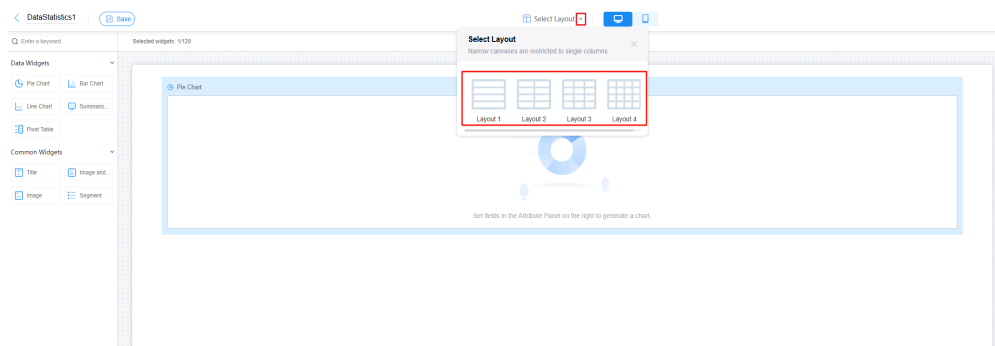 DataStatistics1
Save
Select Layout
Enter a keyword
Selected widgets: 1/120
Select Layout
Narrow canvases are restricted to single columns
Data Widgets
Pie Chart
Bar Chart
Line Chart
Summariz...
Pivot Table
Common Widgets
Title
Image and...
Image
Segment
Pie Chart
Layout 1
Layout 2
Layout 3
Layout 4
Set fields in the Attribute Panel on the right to generate a chart.